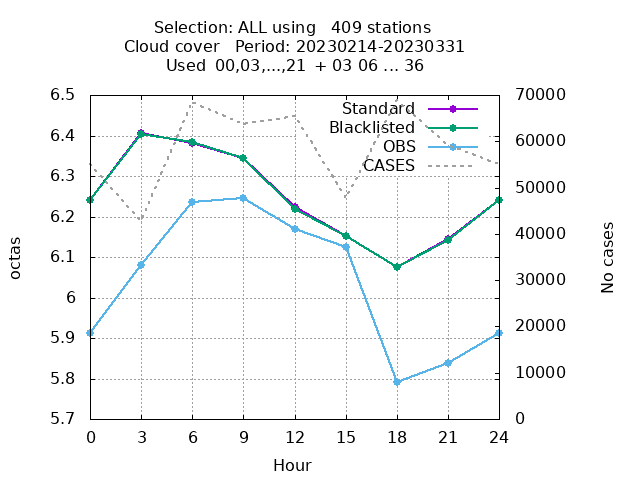 Selection: ALL using   409 stations
Cloud cover   Period: 20230214-20230331
Used  00,03,...,21  + 03 06 ... 36
6.5
6.4
6.3
6.2
6.1
6
5.9
5.8
5.7
octas
Standard
Blacklisted
OBS
CASES
70000
60000
50000
40000
30000
20000
10000
0
No cases
0 3 6 9 12 15 18 21 24
Hour